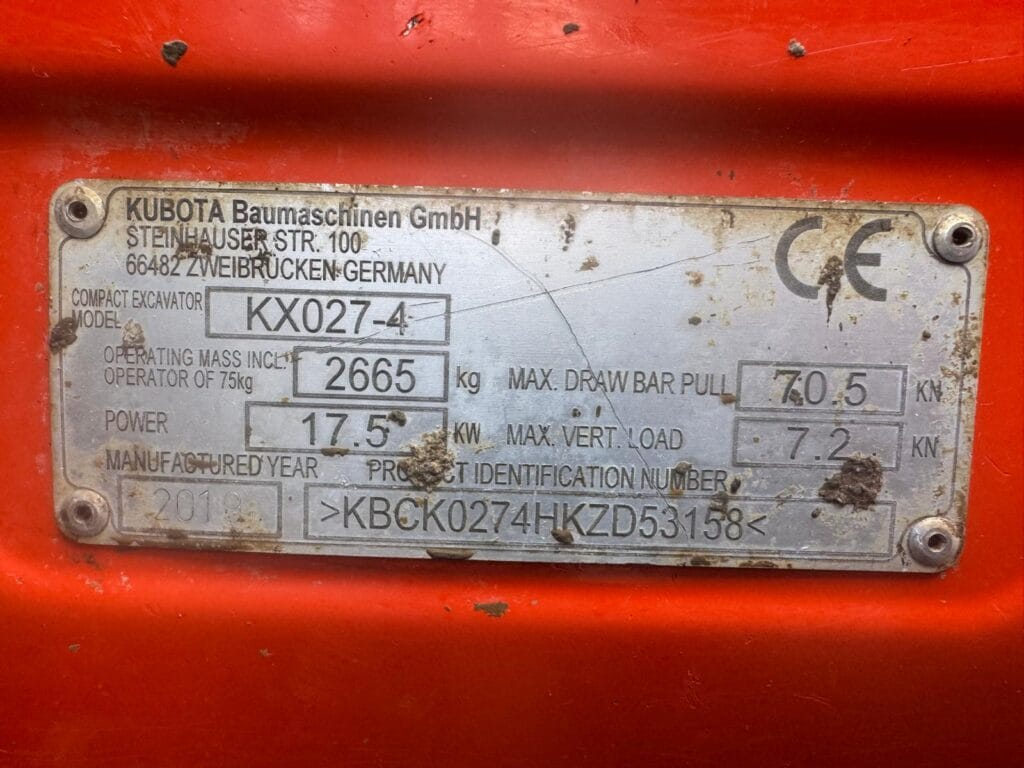 KUBOTA Baumaschinen GmbH
STEINHAUSER STR. 100
66482 ZWEIBRÜCKEN-GERMANY
CE
COMPACT EXCAVATOR
MODEL KX027-4
OPERATING MASS INCL.
OPERATOR OF 75kg 2665 kg MAX. DRAW BAR PULL 70.5 KN
POWER 17.5 KW MAX. VERT. LOAD 7.2 KN
MANUFACTURED YEAR PRODUCT IDENTIFICATION NUMBER
2019 >KBCK0274HKZD53158<